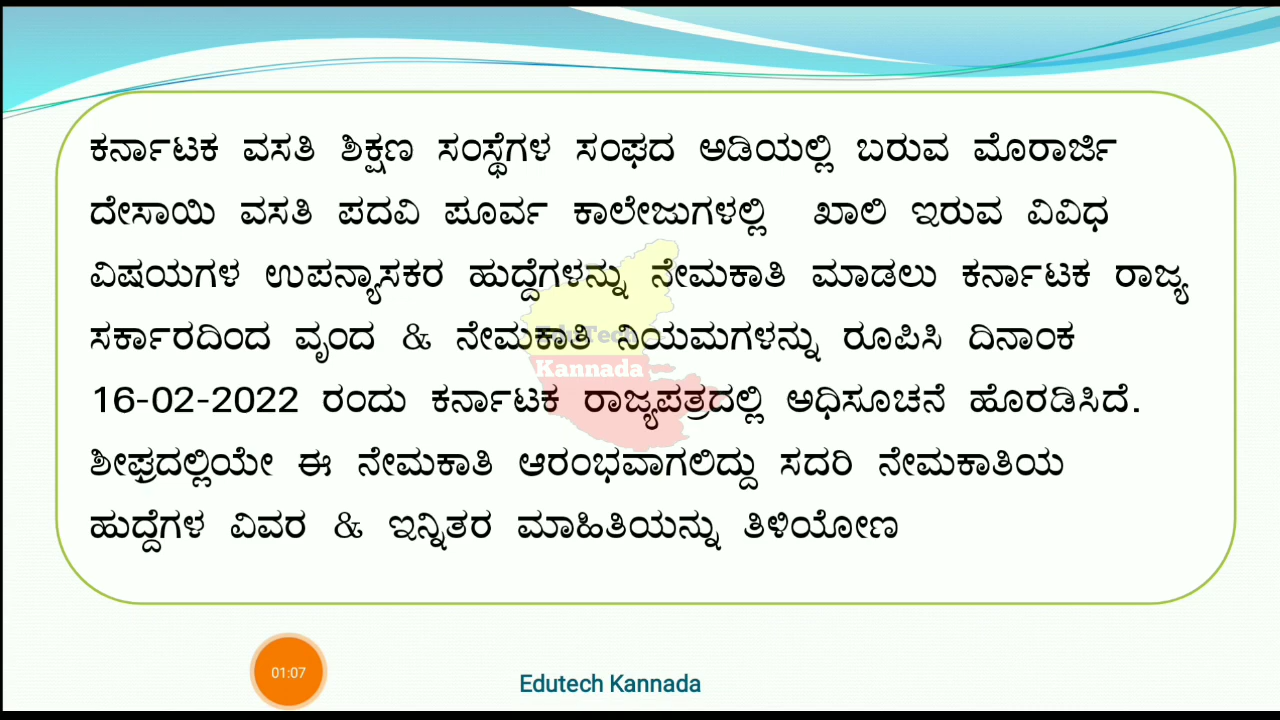 ಕರ್ನಾಟಕ ವಸತಿ ಶಿಕ್ಷಣ ಸಂಸ್ಥೆಗಳ ಸಂಘದ ಅಡಿಯಲ್ಲಿ ಬರುವ ಮೊರಾರ್ಜಿ
ದೇಸಾಯಿ ವಸತಿ ಪದವಿ ಪೂರ್ವ ಕಾಲೇಜುಗಳಲ್ಲಿ ಖಾಲಿ ಇರುವ ವಿವಿಧ
ವಿಷಯಗಳ ಉಪನ್ಯಾಸಕರ ಹುದ್ದೆಗಳನ್ನು ನೇಮಕಾತಿ ಮಾಡಲು ಕರ್ನಾಟಕ ರಾಜ್ಯ
ಸರ್ಕಾರದಿಂದ ವೃಂದ & ನೇಮಕಾತಿ ನಿಯಮಗಳನ್ನು ರೂಪಿಸಿ ದಿನಾಂಕ
16-02-2022 ರಂದು ಕರ್ನಾಟಕ ರಾಜ್ಯಪತ್ರದಲ್ಲಿ ಅಧಿಸೂಚನೆ ಹೊರಡಿಸಿದೆ.
ಶೀಘ್ರದಲ್ಲಿಯೇ ಈ ನೇಮಕಾತಿ ಆರಂಭವಾಗಲಿದ್ದು ಸದರಿ ನೇಮಕಾತಿಯ
ಹುದ್ದೆಗಳ ವಿವರ & ಇನ್ನಿತರ ಮಾಹಿತಿಯನ್ನು ತಿಳಿಯೋಣ
EduTech
Kannada
01:07
Edutech Kannada